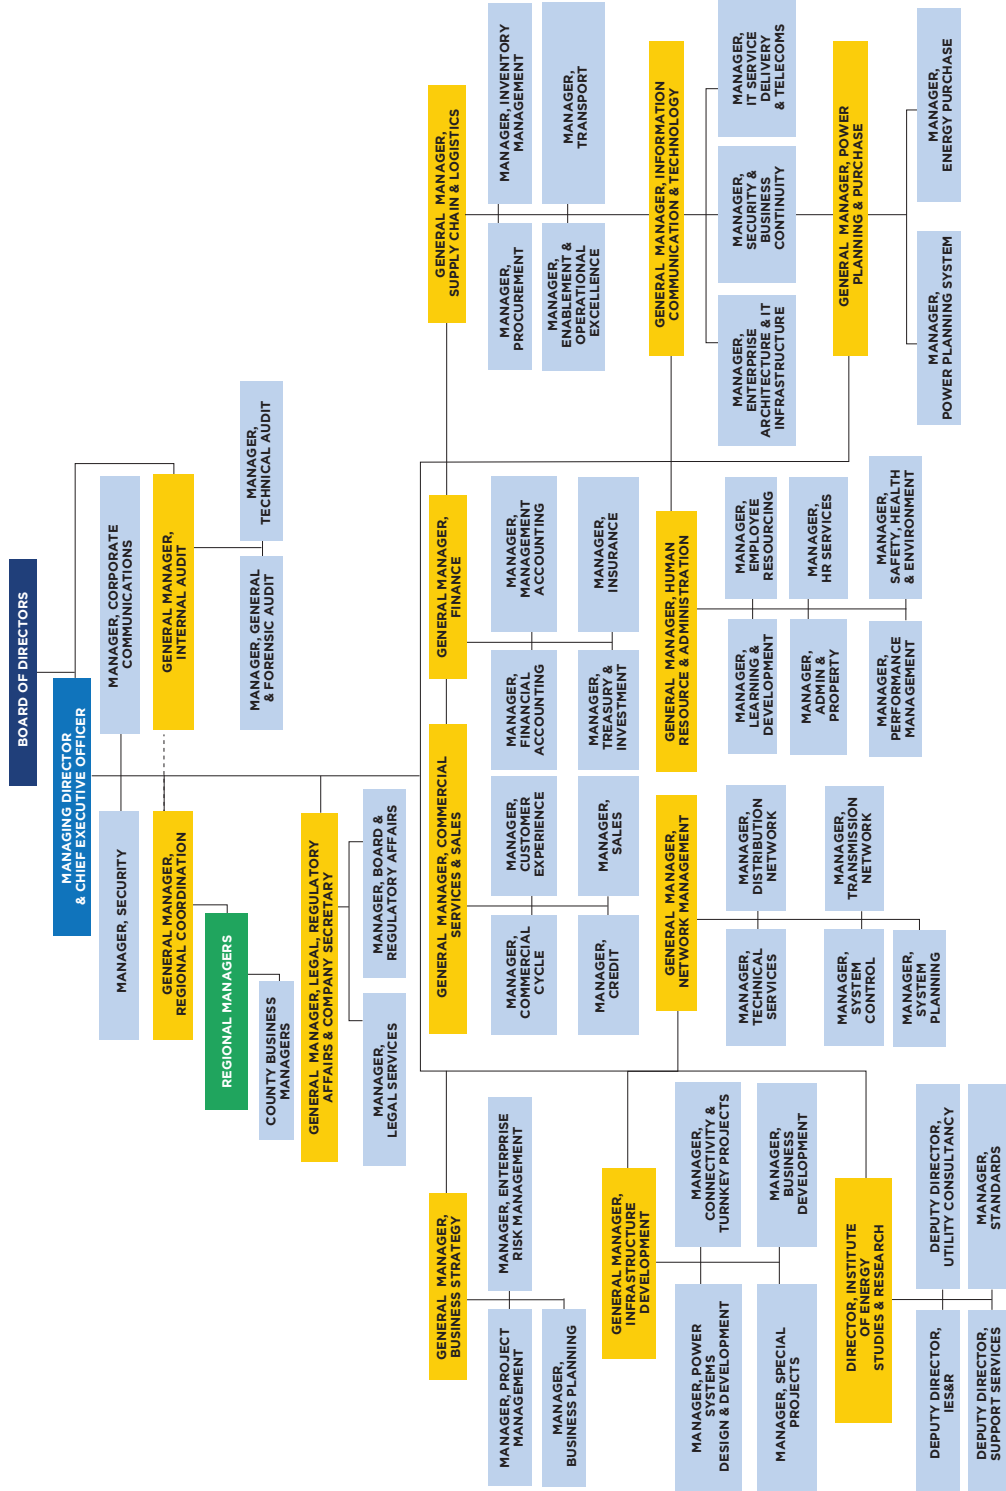 BOARD OF DIRECTORS
MANAGING DIRECTOR
& CHIEF EXECUTIVE OFFICER
MANAGER, SECURITY
MANAGER, CORPORATE
COMMUNICATIONS
GENERAL MANAGER,
REGIONAL COORDINATION
GENERAL MANAGER,
INTERNAL AUDIT
REGIONAL MANAGERS
COUNTY BUSINESS
MANAGERS
MANAGER, GENERAL
& FORENSIC AUDIT
MANAGER,
TECHNICAL AUDIT
GENERAL MANAGER, LEGAL, REGULATORY
AFFAIRS & COMPANY SECRETARY
MANAGER,
LEGAL SERVICES
MANAGER, BOARD &
REGULATORY AFFAIRS
GENERAL MANAGER,
BUSINESS STRATEGY
MANAGER, PROJECT
MANAGEMENT
MANAGER, ENTERPRISE
RISK MANAGEMENT
MANAGER,
BUSINESS PLANNING
GENERAL MANAGER, COMMERCIAL
SERVICES & SALES
MANAGER,
COMMERCIAL
CYCLE
MANAGER,
CUSTOMER
EXPERIENCE
MANAGER,
CREDIT
MANAGER,
SALES
GENERAL MANAGER,
FINANCE
MANAGER,
FINANCIAL
ACCOUNTING
MANAGER,
MANAGEMENT
ACCOUNTING
MANAGER,
TREASURY &
INVESTMENT
MANAGER,
INSURANCE
GENERAL MANAGER,
SUPPLY CHAIN & LOGISTICS
MANAGER,
PROCUREMENT
MANAGER, INVENTORY
MANAGEMENT
MANAGER,
ENABLEMENT &
OPERATIONAL
EXCELLENCE
MANAGER,
TRANSPORT
GENERAL MANAGER,
INFRASTRUCTURE
DEVELOPMENT
MANAGER, POWER
SYSTEMS
DESIGN & DEVELOPMENT
MANAGER,
CONNECTIVITY &
TURNKEY PROJECTS
MANAGER, SPECIAL
PROJECTS
MANAGER,
BUSINESS
DEVELOPMENT
GENERAL MANAGER,
NETWORK MANAGEMENT
MANAGER,
TECHNICAL
SERVICES
MANAGER,
DISTRIBUTION
NETWORK
MANAGER,
SYSTEM
CONTROL
MANAGER,
TRANSMISSION
NETWORK
MANAGER,
SYSTEM
PLANNING
GENERAL MANAGER, HUMAN
RESOURCE & ADMINISTRATION
MANAGER,
LEARNING &
DEVELOPMENT
MANAGER,
EMPLOYEE
RESOURCING
MANAGER,
ADMIN &
PROPERTY
MANAGER,
HR SERVICES
MANAGER,
PERFORMANCE
MANAGEMENT
MANAGER,
SAFETY, HEALTH
& ENVIRONMENT
GENERAL MANAGER, INFORMATION
COMMUNICATION & TECHNOLOGY
MANAGER,
ENTERPRISE
ARCHITECTURE & IT
INFRASTRUCTURE
MANAGER,
SECURITY &
BUSINESS
CONTINUITY
MANAGER,
IT SERVICE
DELIVERY
& TELECOMS
DIRECTOR, INSTITUTE
OF ENERGY
STUDIES & RESEARCH
DEPUTY DIRECTOR,
IES&R
DEPUTY DIRECTOR,
UTILITY CONSULTANCY
DEPUTY DIRECTOR,
SUPPORT SERVICES
MANAGER,
STANDARDS
GENERAL MANAGER, POWER
PLANNING & PURCHASE
MANAGER,
POWER PLANNING SYSTEM
MANAGER,
ENERGY PURCHASE